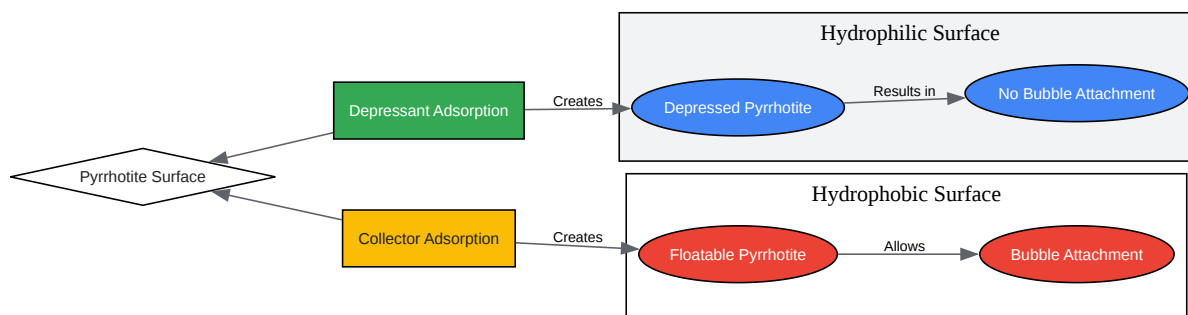 Hydrophilic Surface
Depressant Adsorption
Creates
Depressed Pyrrhotite
Results in
No Bubble Attachment
Pyrrhotite Surface
Hydrophobic Surface
Collector Adsorption
Creates
Floatable Pyrrhotite
Allows
Bubble Attachment